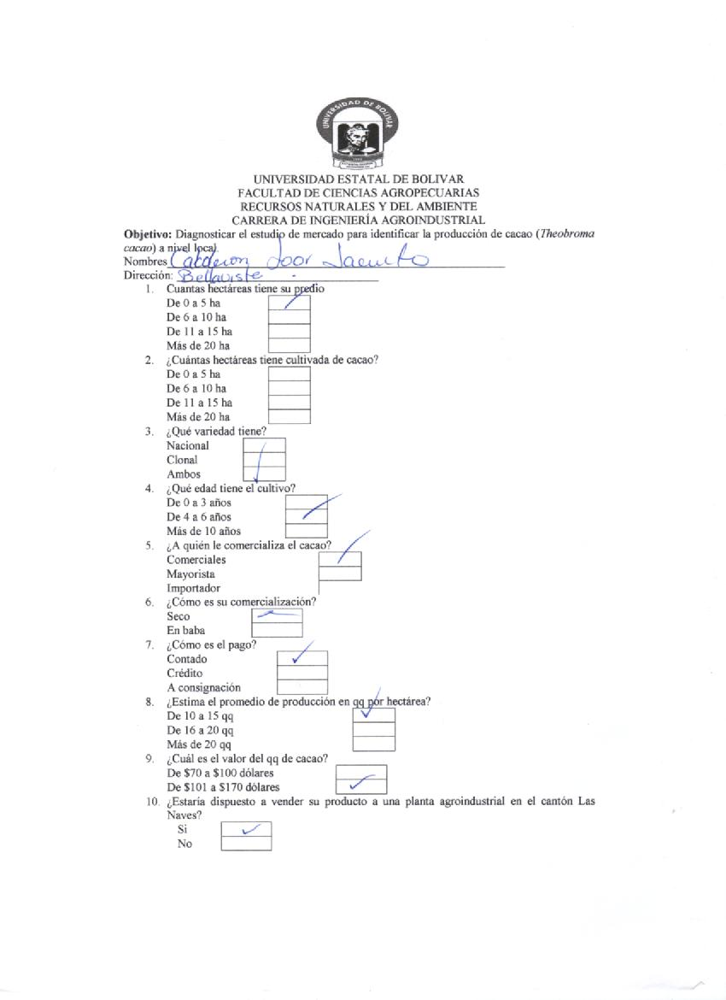 UNIVERSIDAD DE BOLIVAR
UNIVERSIDAD ESTATAL DE BOLIVAR
FACULTAD DE CIENCIAS AGROPECUARIAS
RECURSOS NATURALES Y DEL AMBIENTE
CARRERA DE INGENIERÍA AGROINDUSTRIAL
Objetivo: Diagnosticar el estudio de mercado para identificar la producción de cacao (Theobroma
cacao) a nivel local.
Nombres Calderon Joor Jacinto
Dirección: Bellaviste
1. Cuantas hectáreas tiene su predio
De 0 a 5 ha
De 6 a 10 ha
De 11 a 15 ha
Más de 20 ha
2. ¿Cuántas hectáreas tiene cultivada de cacao?
De 0 a 5 ha
De 6 a 10 ha
De 11 a 15 ha
Más de 20 ha
3. ¿Qué variedad tiene?
Nacional
Clonal
Ambos
4. ¿Qué edad tiene el cultivo?
De 0 a 3 años
De 4 a 6 años
Más de 10 años
5. ¿A quién le comercializa el cacao?
Comerciales
Mayorista
Importador
6. ¿Cómo es su comercialización?
Seco
En baba
7. ¿Cómo es el pago?
Contado
Crédito
A consignación
8. ¿Estima el promedio de producción en qq por hectárea?
De 10 a 15 qq
De 16 a 20 qq
Más de 20 qq
9. ¿Cuál es el valor del qq de cacao?
De $70 a $100 dólares
De $101 a $170 dólares
10. ¿Estaría dispuesto a vender su producto a una planta agroindustrial en el cantón Las
Naves?
Si
No